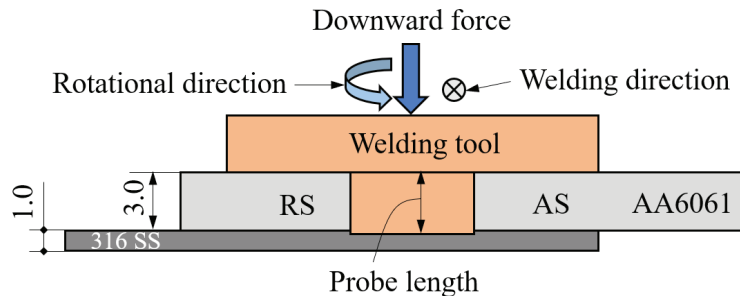 Downward force
Rotational direction
Welding direction
Welding tool
1.0
3.0
RS
AS
AA6061
316 SS
Probe length